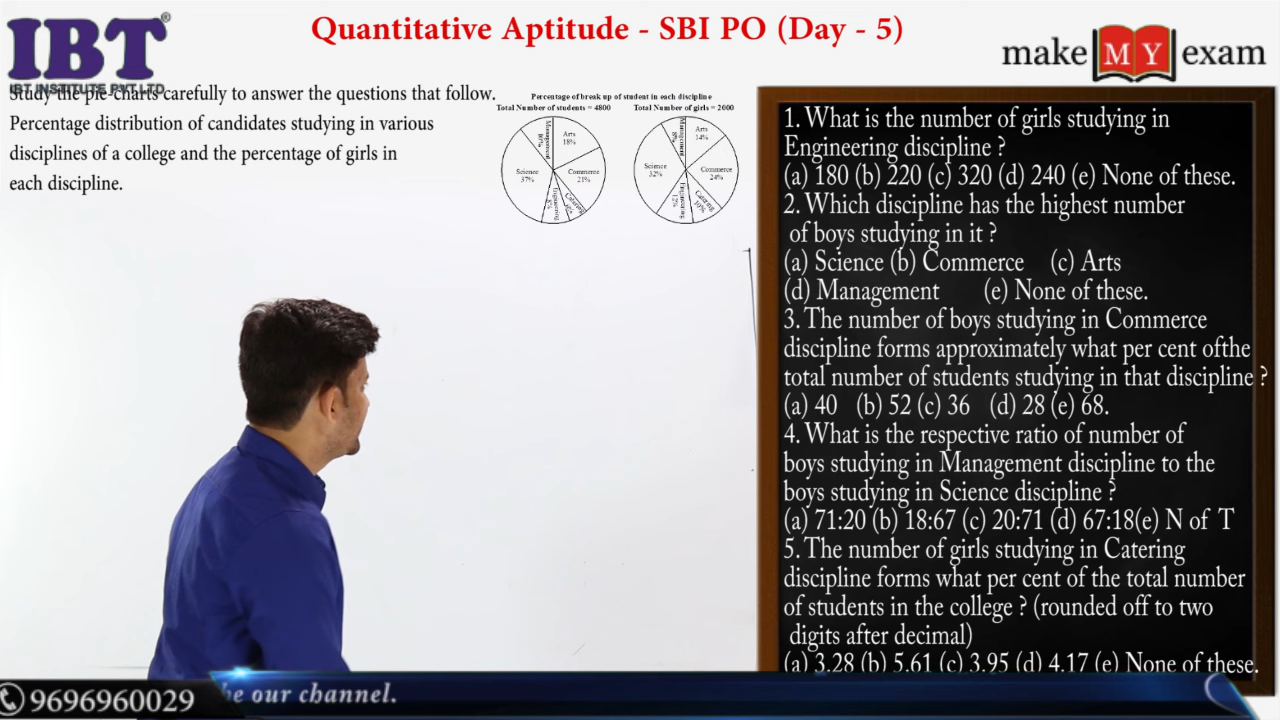 IBT®
IBT INSTITUTE PVT.LTD
Quantitative Aptitude - SBI PO (Day - 5)
make MY exam
Study the pie-charts carefully to answer the questions that follow.
Percentage distribution of candidates studying in various
disciplines of a college and the percentage of girls in
each discipline.
Percentage of break up of student in each discipline
Total Number of students = 4800
Total Number of girls = 2000
Management
10%
Arts
18%
Science
37%
Commerce
21%
Engineering
Catering
Management
8%
Arts
14%
Science
32%
Commerce
24%
Engineering
12%
Catering
10%
1. What is the number of girls studying in
Engineering discipline ?
(a) 180 (b) 220 (c) 320 (d) 240 (e) None of these.
2. Which discipline has the highest number
of boys studying in it ?
(a) Science (b) Commerce (c) Arts
(d) Management (e) None of these.
3. The number of boys studying in Commerce
discipline forms approximately what per cent ofthe
total number of students studying in that discipline ?
(a) 40 (b) 52 (c) 36 (d) 28 (e) 68.
4. What is the respective ratio of number of
boys studying in Management discipline to the
boys studying in Science discipline ?
(a) 71:20 (b) 18:67 (c) 20:71 (d) 67:18(e) N of T
5. The number of girls studying in Catering
discipline forms what per cent of the total number
of students in the college ? (rounded off to two
digits after decimal)
(a) 3.28 (b) 5.61 (c) 3.95 (d) 4.17 (e) None of these.
9696960029
be our channel.